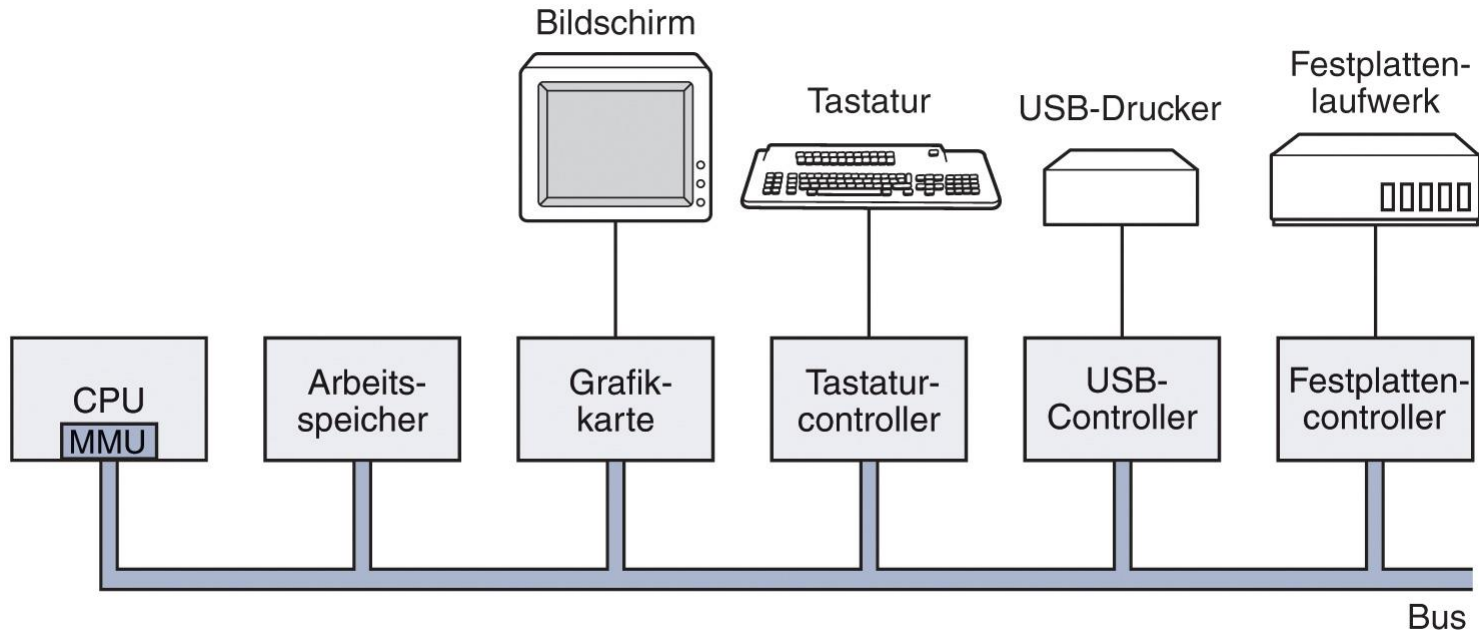 Bildschirm
Tastatur
USB-Drucker
Festplatten-
laufwerk
CPU
MMU
Arbeits-
speicher
Grafik-
karte
Tastatur-
controller
USB-
Controller
Festplatten-
controller
Bus